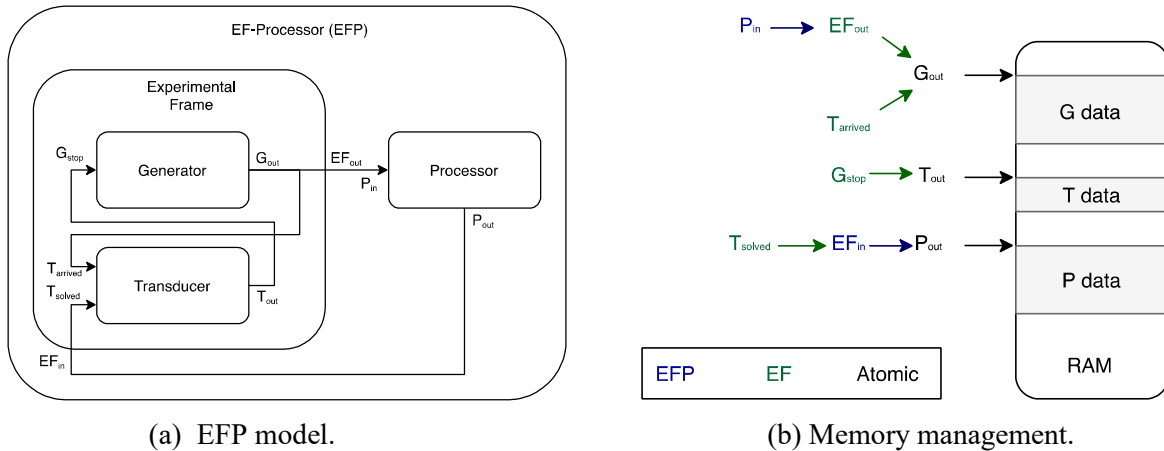 EF-Processor (EFP)
Experimental
Frame
Gstop
Generator
Gout
EFout
Pin
Processor
Pout
Tarrived
Tsolved
Transducer
Tout
EFin
(a) EFP model.
Pin
EFout
Gout
Tarrived
Gstop
Tout
Tsolved
EFin
Pout
G data
T data
P data
RAM
EFP
EF
Atomic
(b) Memory management.